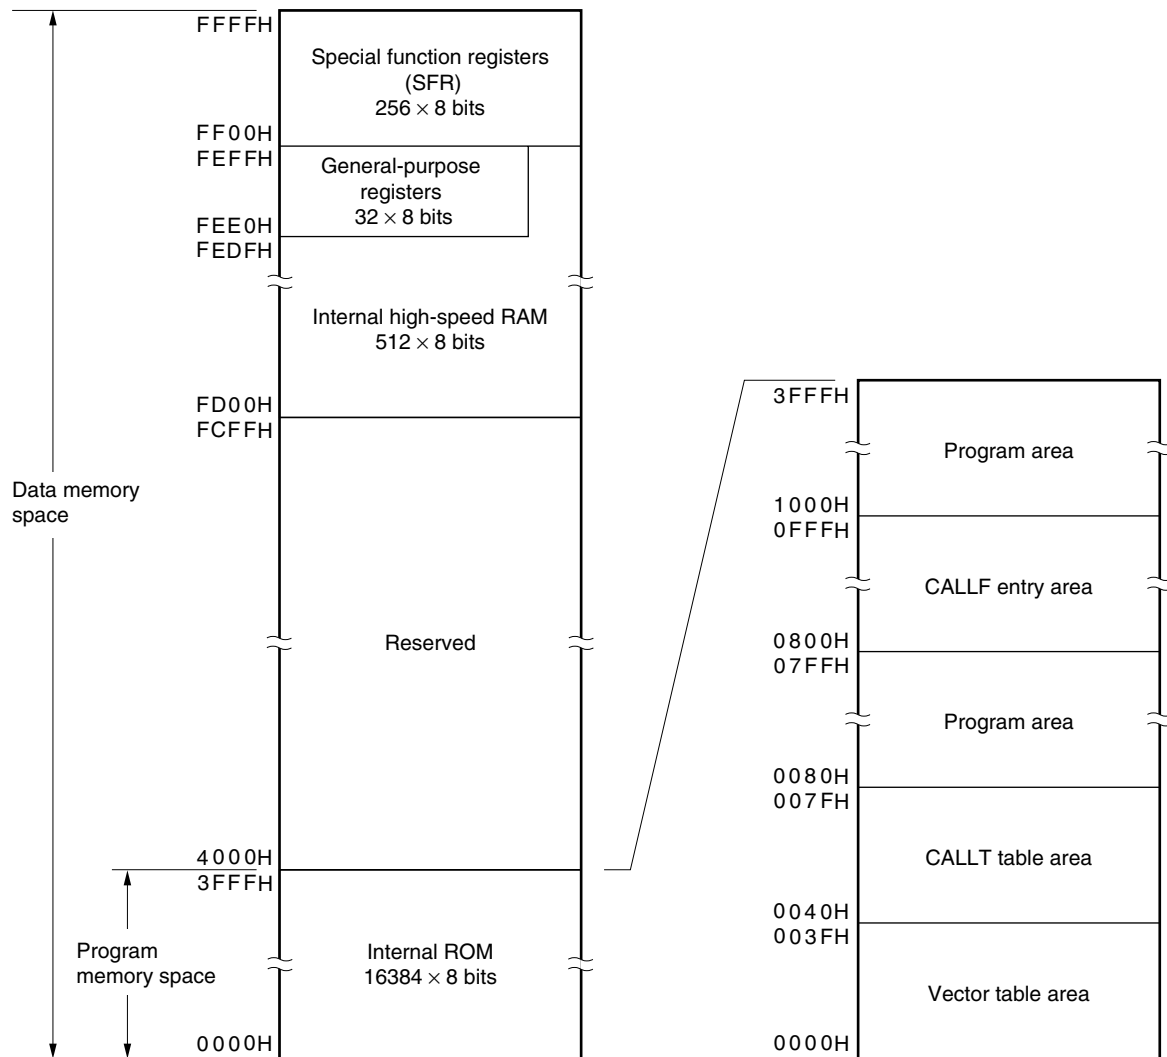 FFFFH
Special function registers
(SFR)
256 × 8 bits
FF00H
FEFFH
General-purpose
registers
32 × 8 bits
FEE0H
FEDFH
Internal high-speed RAM
512 × 8 bits
FD00H
FCFFH
Data memory
space
Reserved
4000H
3FFFH
Program
memory space
Internal ROM
16384 × 8 bits
0000H
3FFFH
Program area
1000H
0FFFH
CALLF entry area
0800H
07FFH
Program area
0080H
007FH
CALLT table area
0040H
003FH
Vector table area
0000H